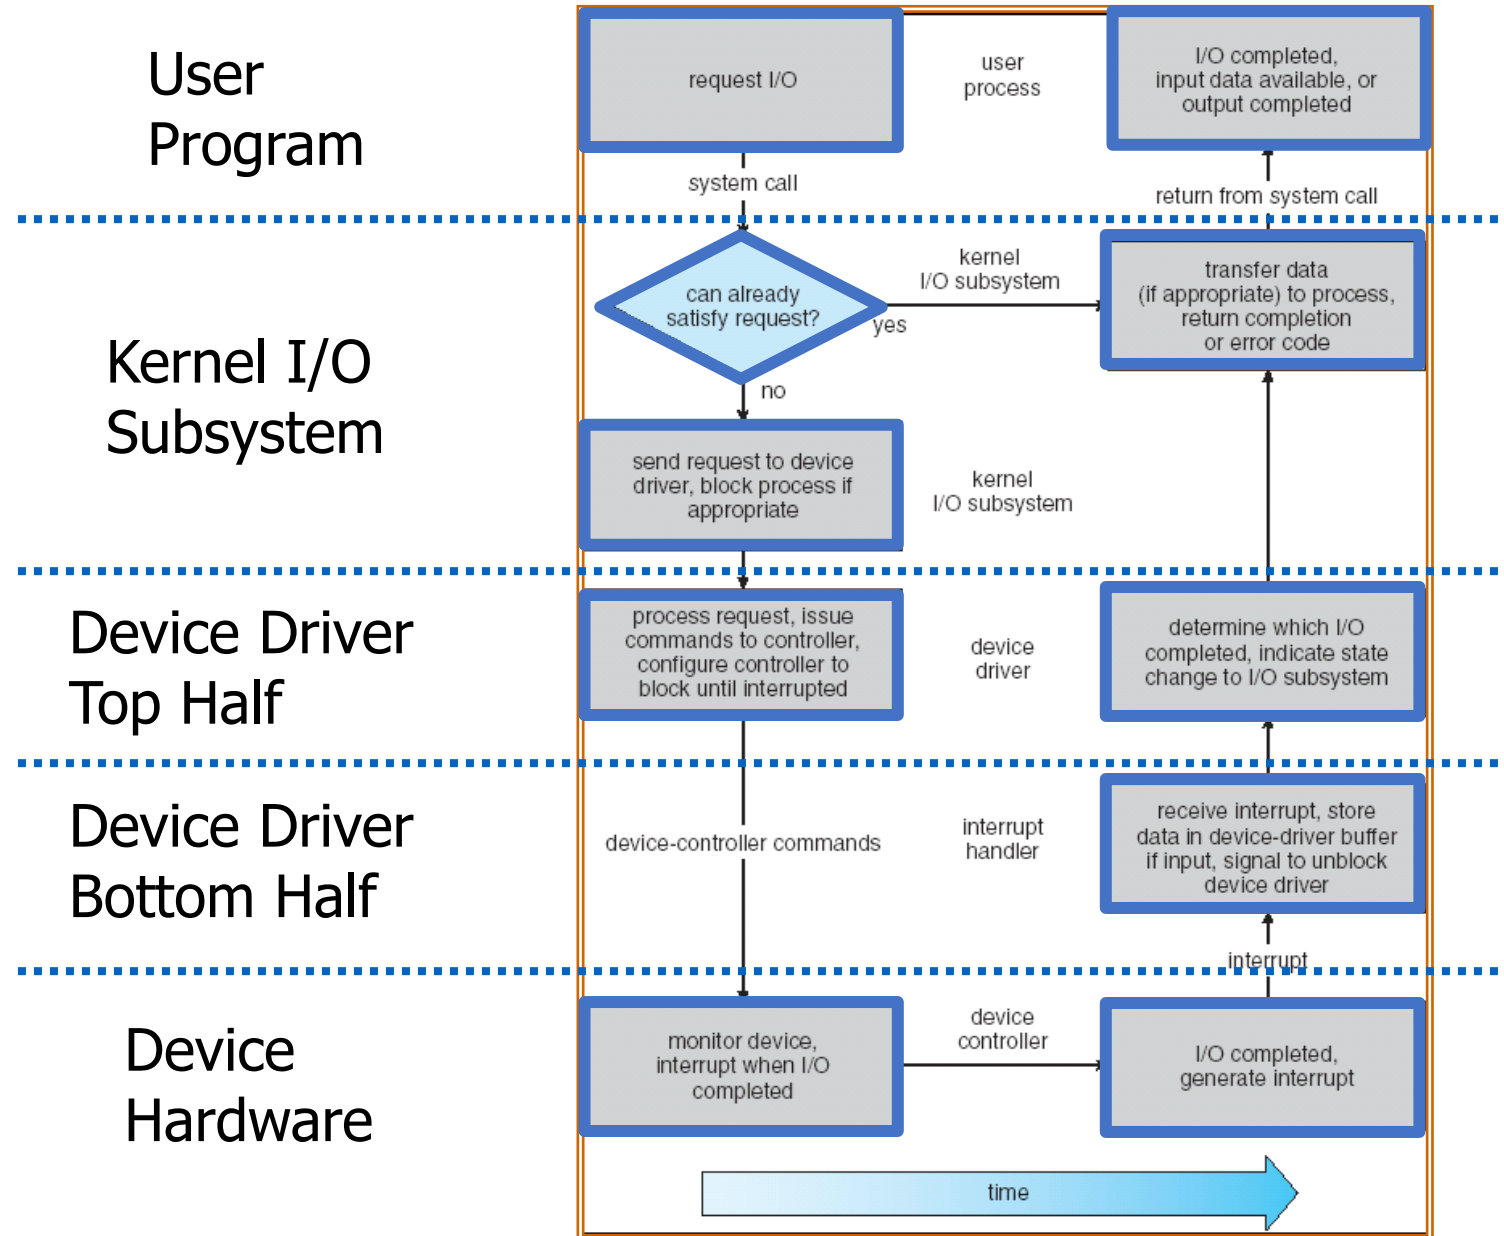 User
Program
request I/O
user
process
I/O completed,
input data available, or
output completed
system call
return from system call
Kernel I/O
Subsystem
can already
satisfy request?
yes
no
kernel
I/O subsystem
transfer data
(if appropriate) to process,
return completion
or error code
send request to device
driver, block process if
appropriate
kernel
I/O subsystem
Device Driver
Top Half
process request, issue
commands to controller,
configure controller to
block until interrupted
device
driver
determine which I/O
completed, indicate state
change to I/O subsystem
Device Driver
Bottom Half
device-controller commands
interrupt
handler
receive interrupt, store
data in device-driver buffer
if input, signal to unblock
device driver
interrupt
Device
Hardware
monitor device,
interrupt when I/O
completed
device
controller
I/O completed,
generate interrupt
time